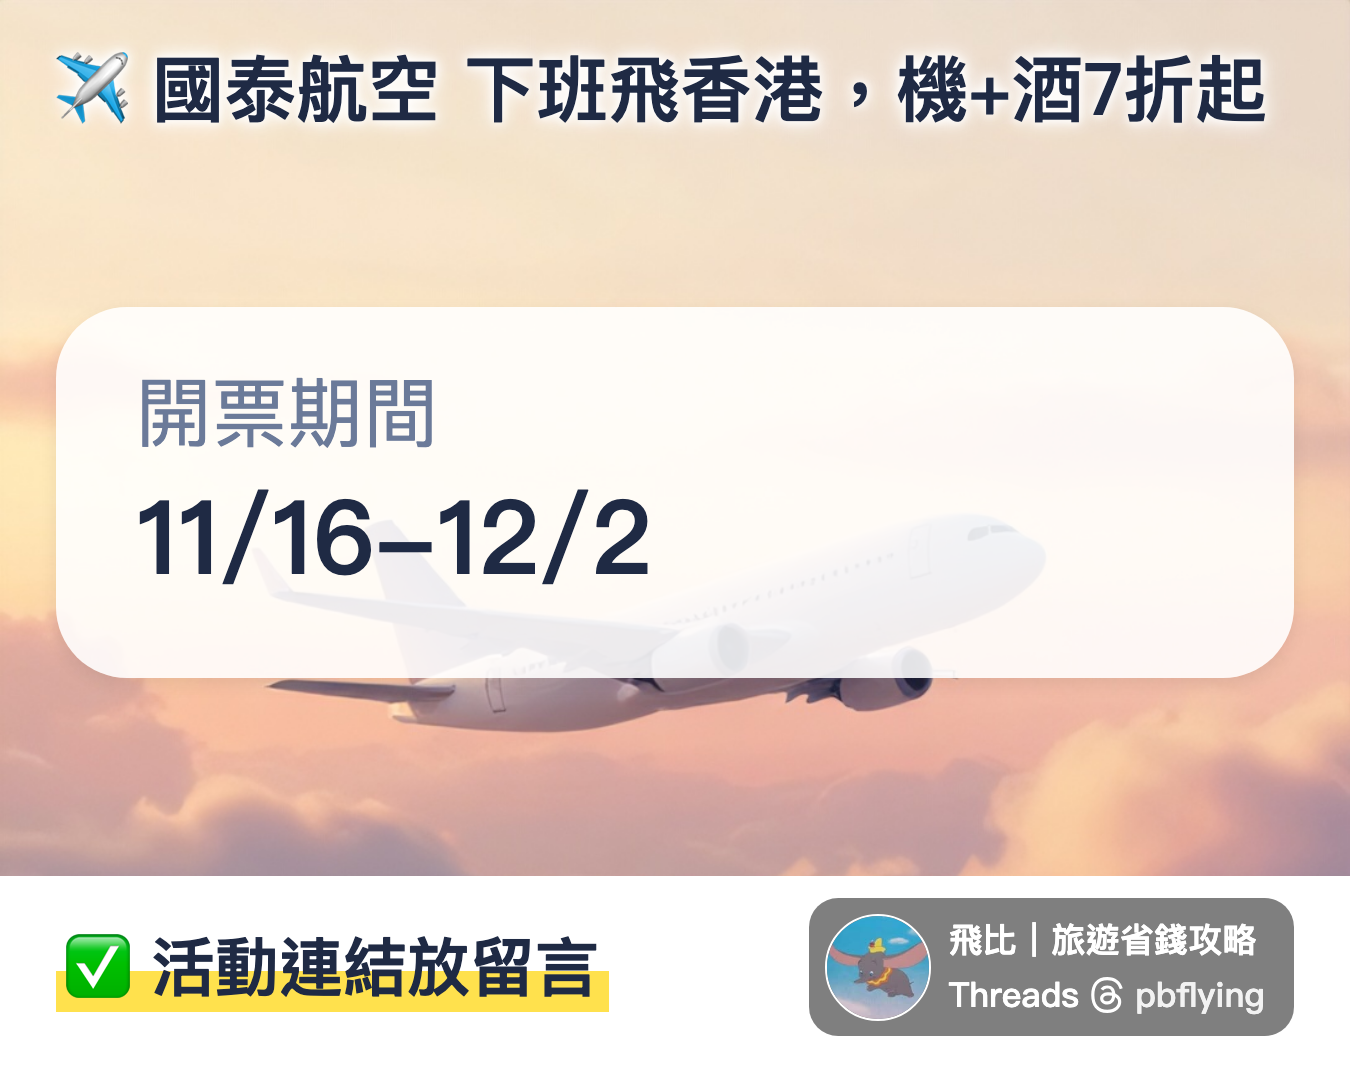 ✈️ 國泰航空 下班飛香港，機+酒7折起
開票期間
11/16–12/2
✅ 活動連結放留言
飛比｜旅遊省錢攻略
Threads pbflying